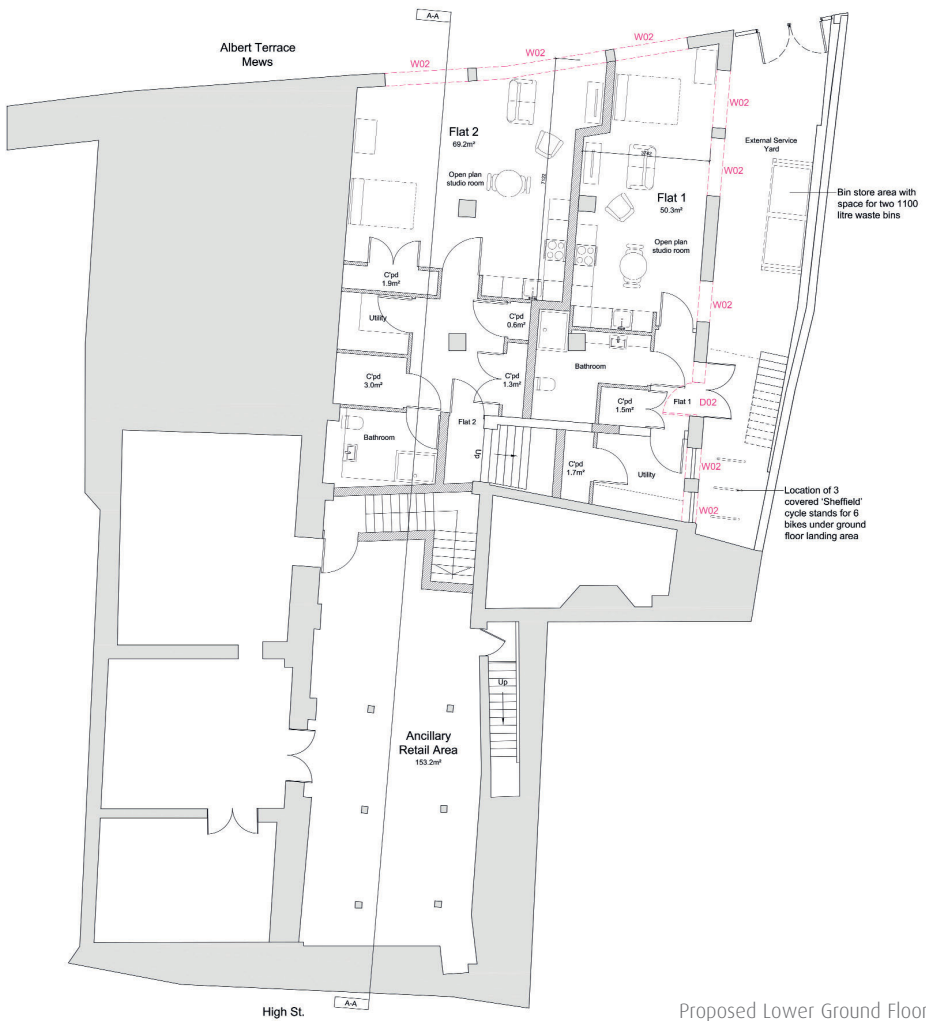 A-A
Albert Terrace
Mews
W02
W02
W02
Flat 2
69.2m²
Open plan
studio room
7102
3582
Flat 1
50.3m²
Open plan
studio room
W02
W02
W02
External Service
Yard
Bin store area with
space for two 1100
litre waste bins
C'pd
1.9m²
Utility
C'pd
0.6m²
C'pd
3.0m²
C'pd
1.3m²
Bathroom
Flat 2
Up
Bathroom
C'pd
1.5m²
Flat 1
D02
C'pd
1.7m²
Utility
W02
W02
Location of 3
covered 'Sheffield'
cycle stands for 6
bikes under ground
floor landing area
Up
Ancillary
Retail Area
153.2m²
A-A
High St.
Proposed Lower Ground Floor